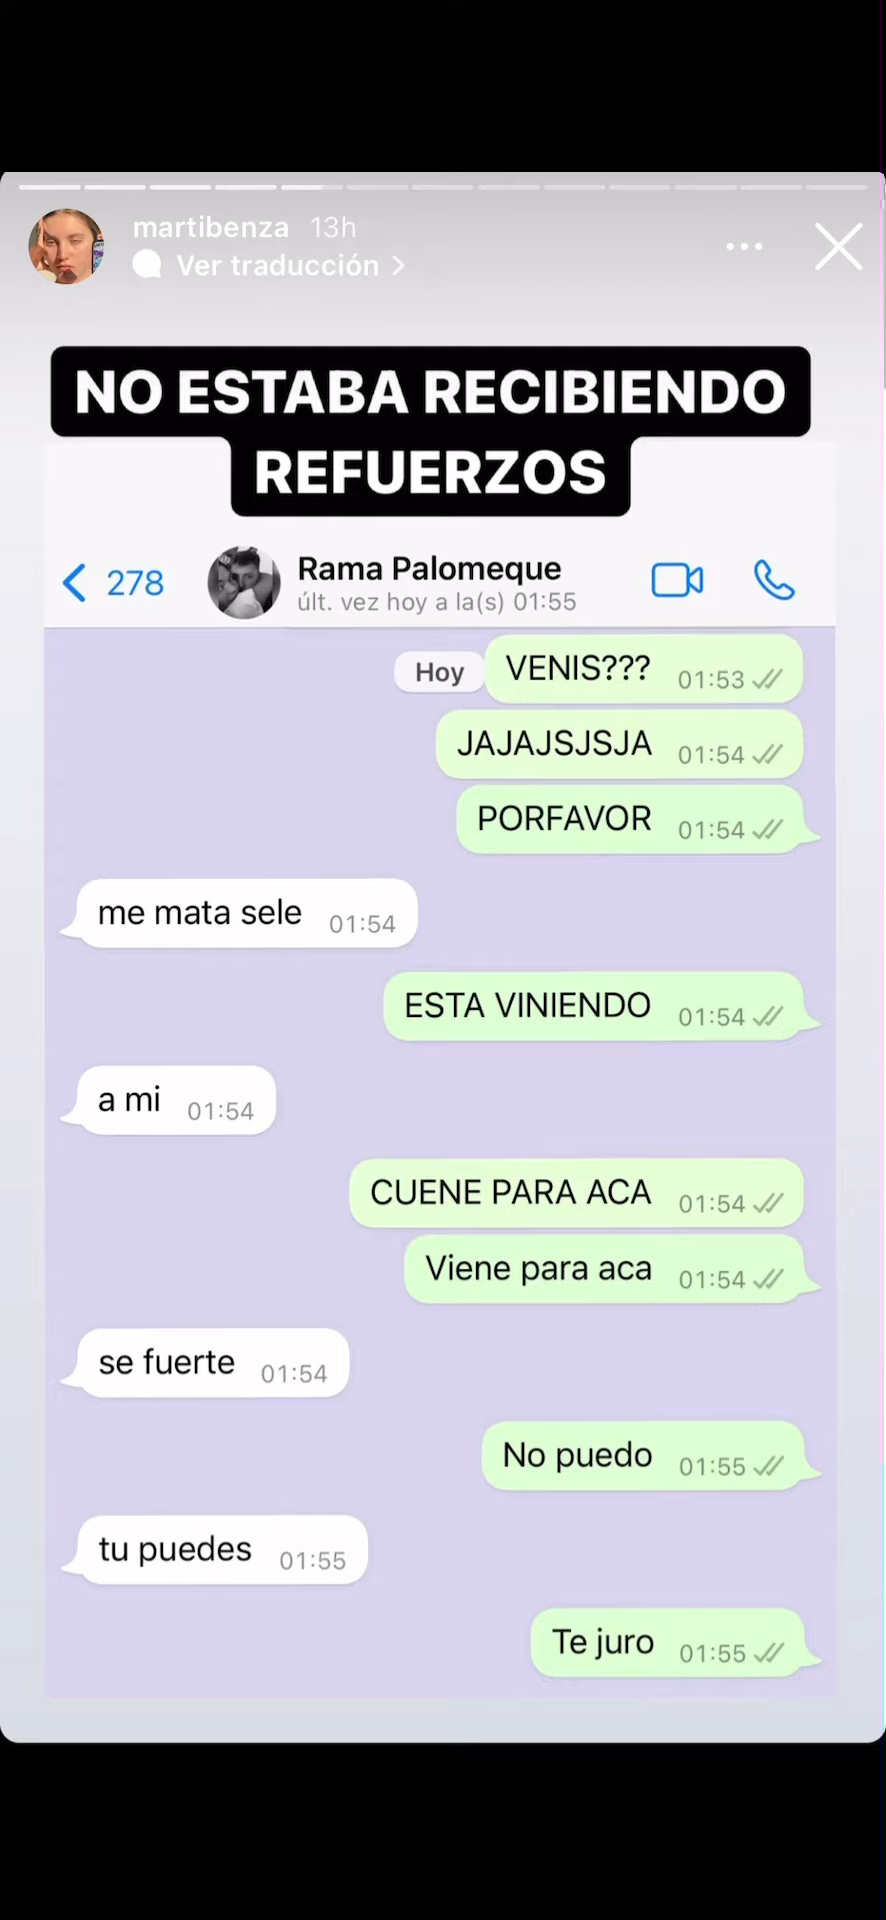 martibenza 13h
Ver traducción
NO ESTABA RECIBIENDO
REFUERZOS
278
Rama Palomeque
últ. vez hoy a la(s) 01:55
Hoy
VENIS??? 01:53
JAJAJSJSJA 01:54
PORFAVOR 01:54
me mata sele 01:54
ESTA VINIENDO 01:54
a mi 01:54
CUENE PARA ACA 01:54
Viene para aca 01:54
se fuerte 01:54
No puedo 01:55
tu puedes 01:55
Te juro 01:55